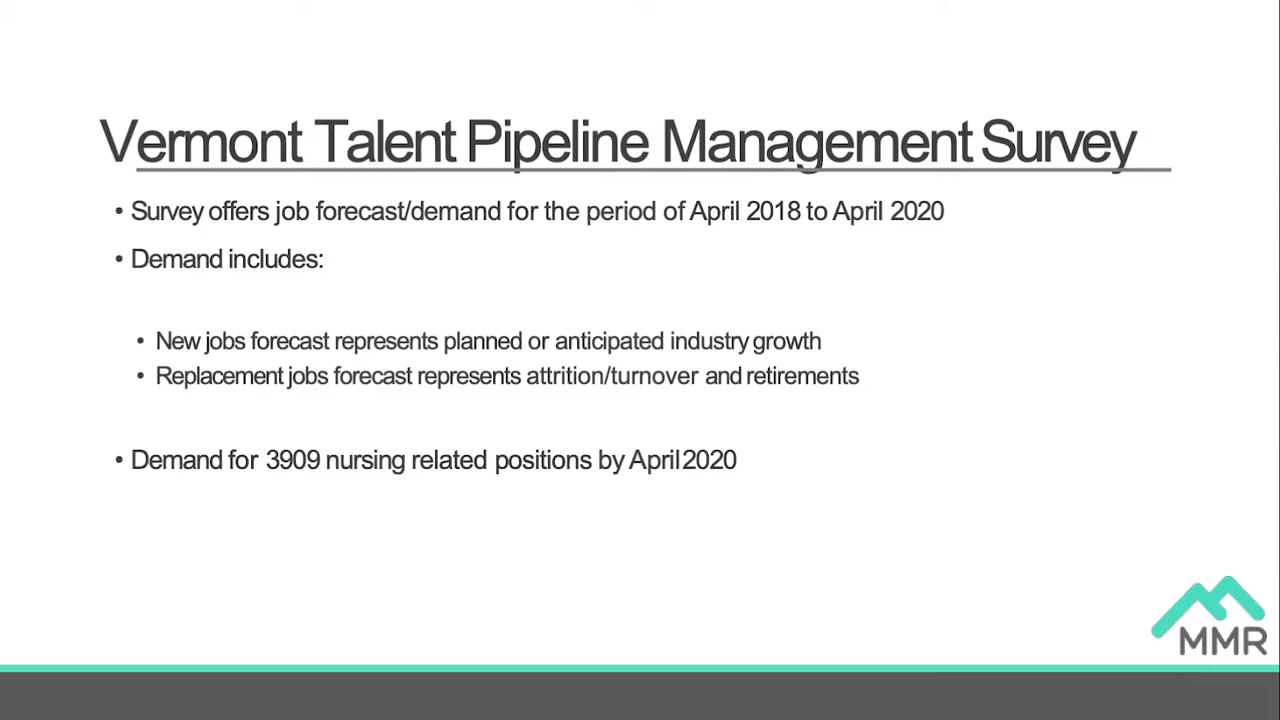 Vermont Talent Pipeline Management Survey
• Survey offers job forecast/demand for the period of April 2018 to April 2020
• Demand includes:
• New jobs forecast represents planned or anticipated industry growth
• Replacement jobs forecast represents attrition/turnover and retirements
• Demand for 3909 nursing related positions by April 2020
MMR